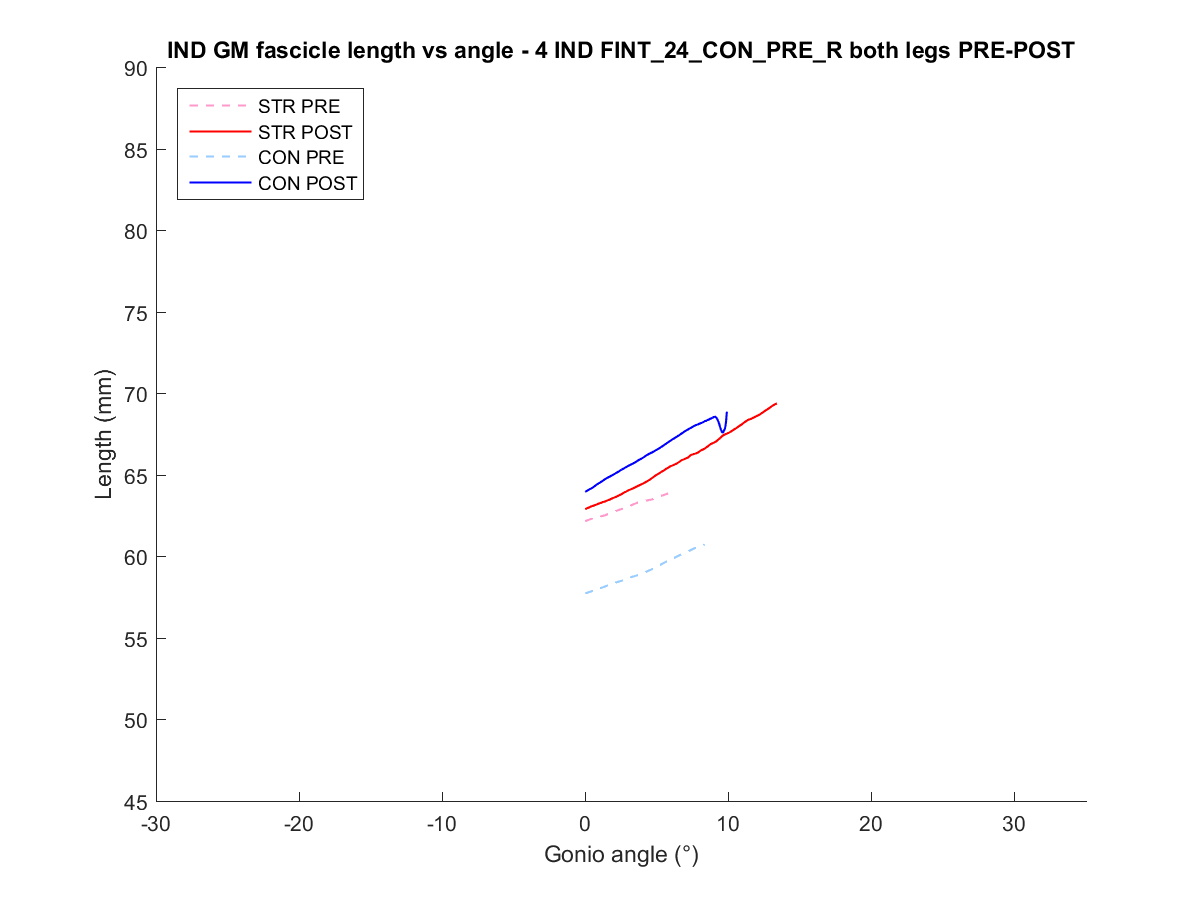 IND GM fascicle length vs angle - 4 IND FINT_24_CON_PRE_R both legs PRE-POST
90
85
80
75
70
65
60
55
50
45
STR PRE
STR POST
CON PRE
CON POST
Length (mm)
-30
-20
-10
0
10
20
30
Gonio angle (°)